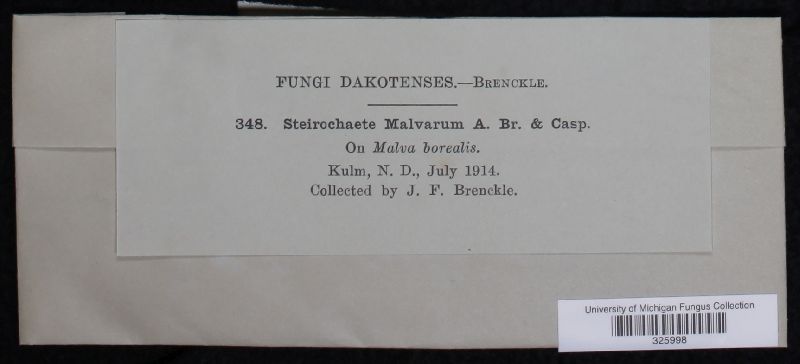 FUNGI DAKOTENSES.—BRENCKLE.
348. Steirochaete Malvarum A. Br. & Casp.
On Malva borealis.
Kulm, N. D., July 1914.
Collected by J. F. Brenckle.
University of Michigan Fungus Collection
325998